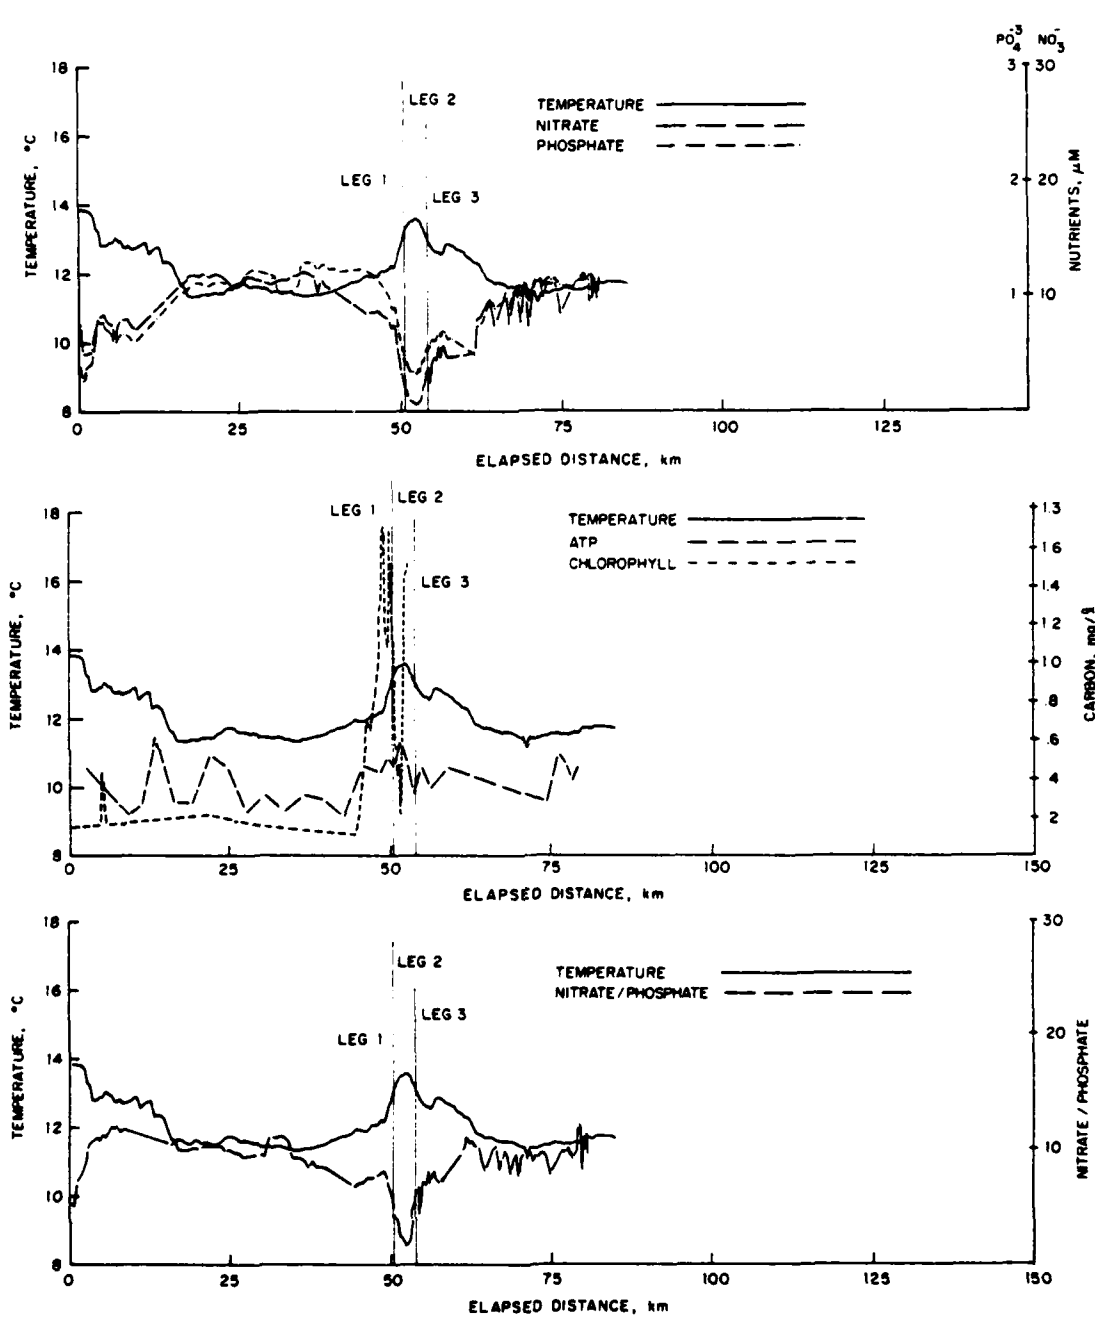 PO4-3 NO3-
18 3 30
LEG 2
TEMPERATURE
NITRATE
PHOSPHATE
16
LEG 1 2 20
LEG 3
14
12 1 10
10
8
TEMPERATURE, °C
NUTRIENTS, μM
0 25 50 75 100 125
ELAPSED DISTANCE, km
LEG 2
LEG 1
18 1.3
TEMPERATURE
ATP
CHLOROPHYLL
1.6
16 1.4
LEG 3
1.2
14 1.0
.8
12 .6
10 .4
.2
8
TEMPERATURE, °C
CARBON, mg/ℓ
0 25 50 75 100 125 150
ELAPSED DISTANCE, km
18 30
LEG 2
TEMPERATURE
NITRATE/PHOSPHATE
16
LEG 3
20
LEG 1
14
12 10
10
8
TEMPERATURE, °C
NITRATE / PHOSPHATE
0 25 50 75 100 125 150
ELAPSED DISTANCE, km